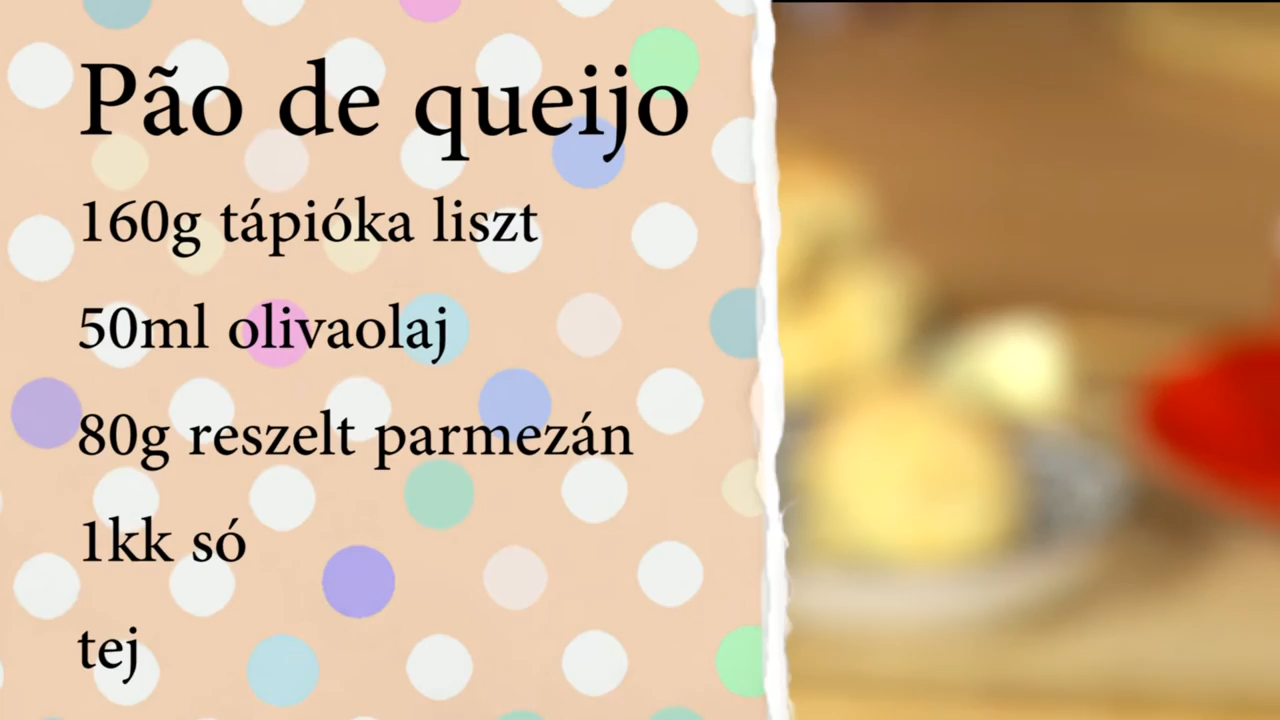 Pão de queijo
160g tápióka liszt
50ml olivaolaj
80g reszelt parmezán
1kk só
tej